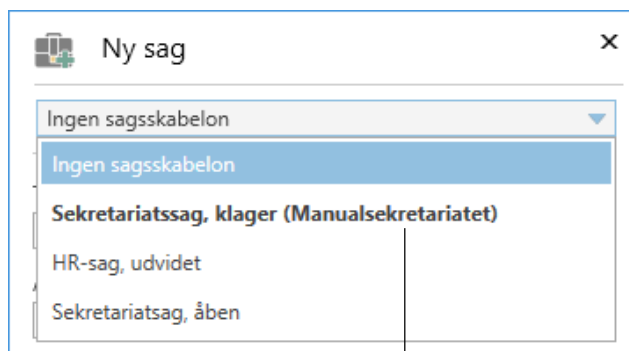 Ny sag
Ingen sagsskabelon
Ingen sagsskabelon
Sekretariatssag, klager (Manualsekretariatet)
HR-sag, udvidet
Sekretariatsag, åben